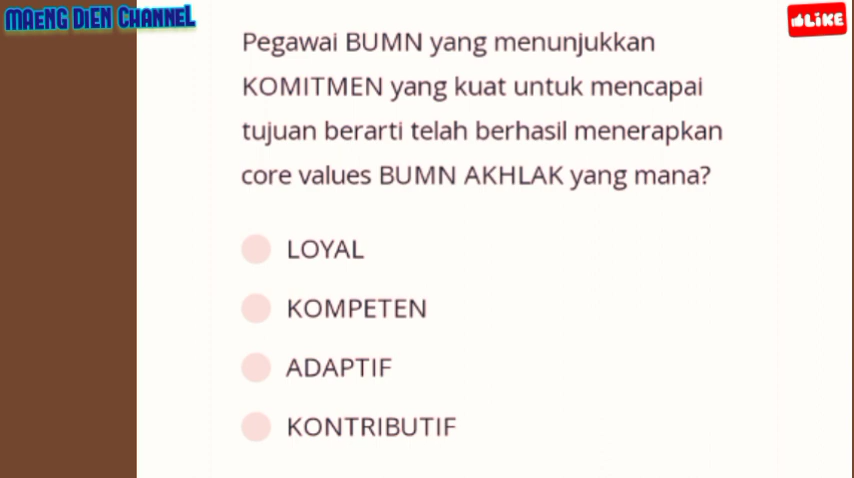 MAENG DIEN CHANNEL
LIKE
Pegawai BUMN yang menunjukkan
KOMITMEN yang kuat untuk mencapai
tujuan berarti telah berhasil menerapkan
core values BUMN AKHLAK yang mana?
LOYAL
KOMPETEN
ADAPTIF
KONTRIBUTIF